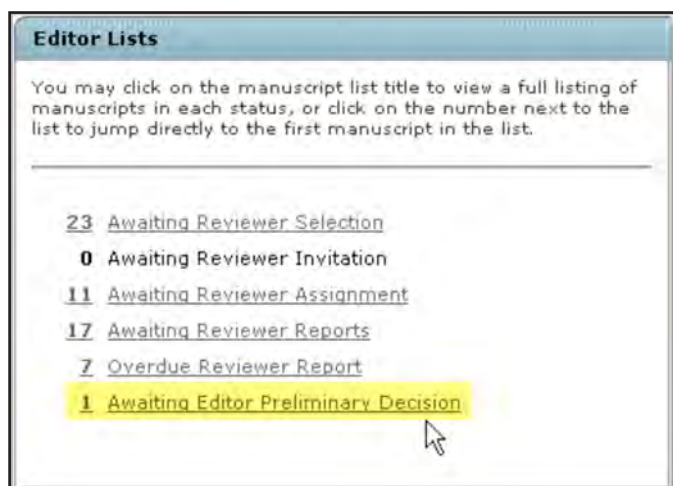 Editor Lists
You may click on the manuscript list title to view a full listing of
manuscripts in each status, or click on the number next to the
list to jump directly to the first manuscript in the list.
23 Awaiting Reviewer Selection
0 Awaiting Reviewer Invitation
11 Awaiting Reviewer Assignment
17 Awaiting Reviewer Reports
7 Overdue Reviewer Report
1 Awaiting Editor Preliminary Decision